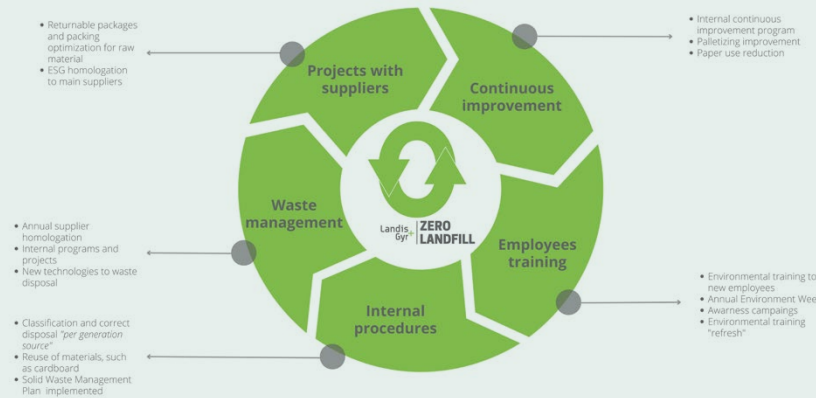 • Returnable packages
and packing
optimization for raw
material
• ESG homologation
to main suppliers
Projects with
suppliers
Continuous
improvement
• Internal continuous
improvement program
• Palletizing improvement
• Paper use reduction
Waste
management
Landis
Gyr+
ZERO
LANDFILL
Employees
training
• Annual supplier
homologation
• Internal programs and
projects
• New technologies to waste
disposal
• Environmental training to
new employees
• Annual Environment Wee
• Awarness campaings
• Environmental training
"refresh"
Internal
procedures
• Classification and correct
disposal "per generation
source"
• Reuse of materials, such
as cardboard
• Solid Waste Management
Plan implemented